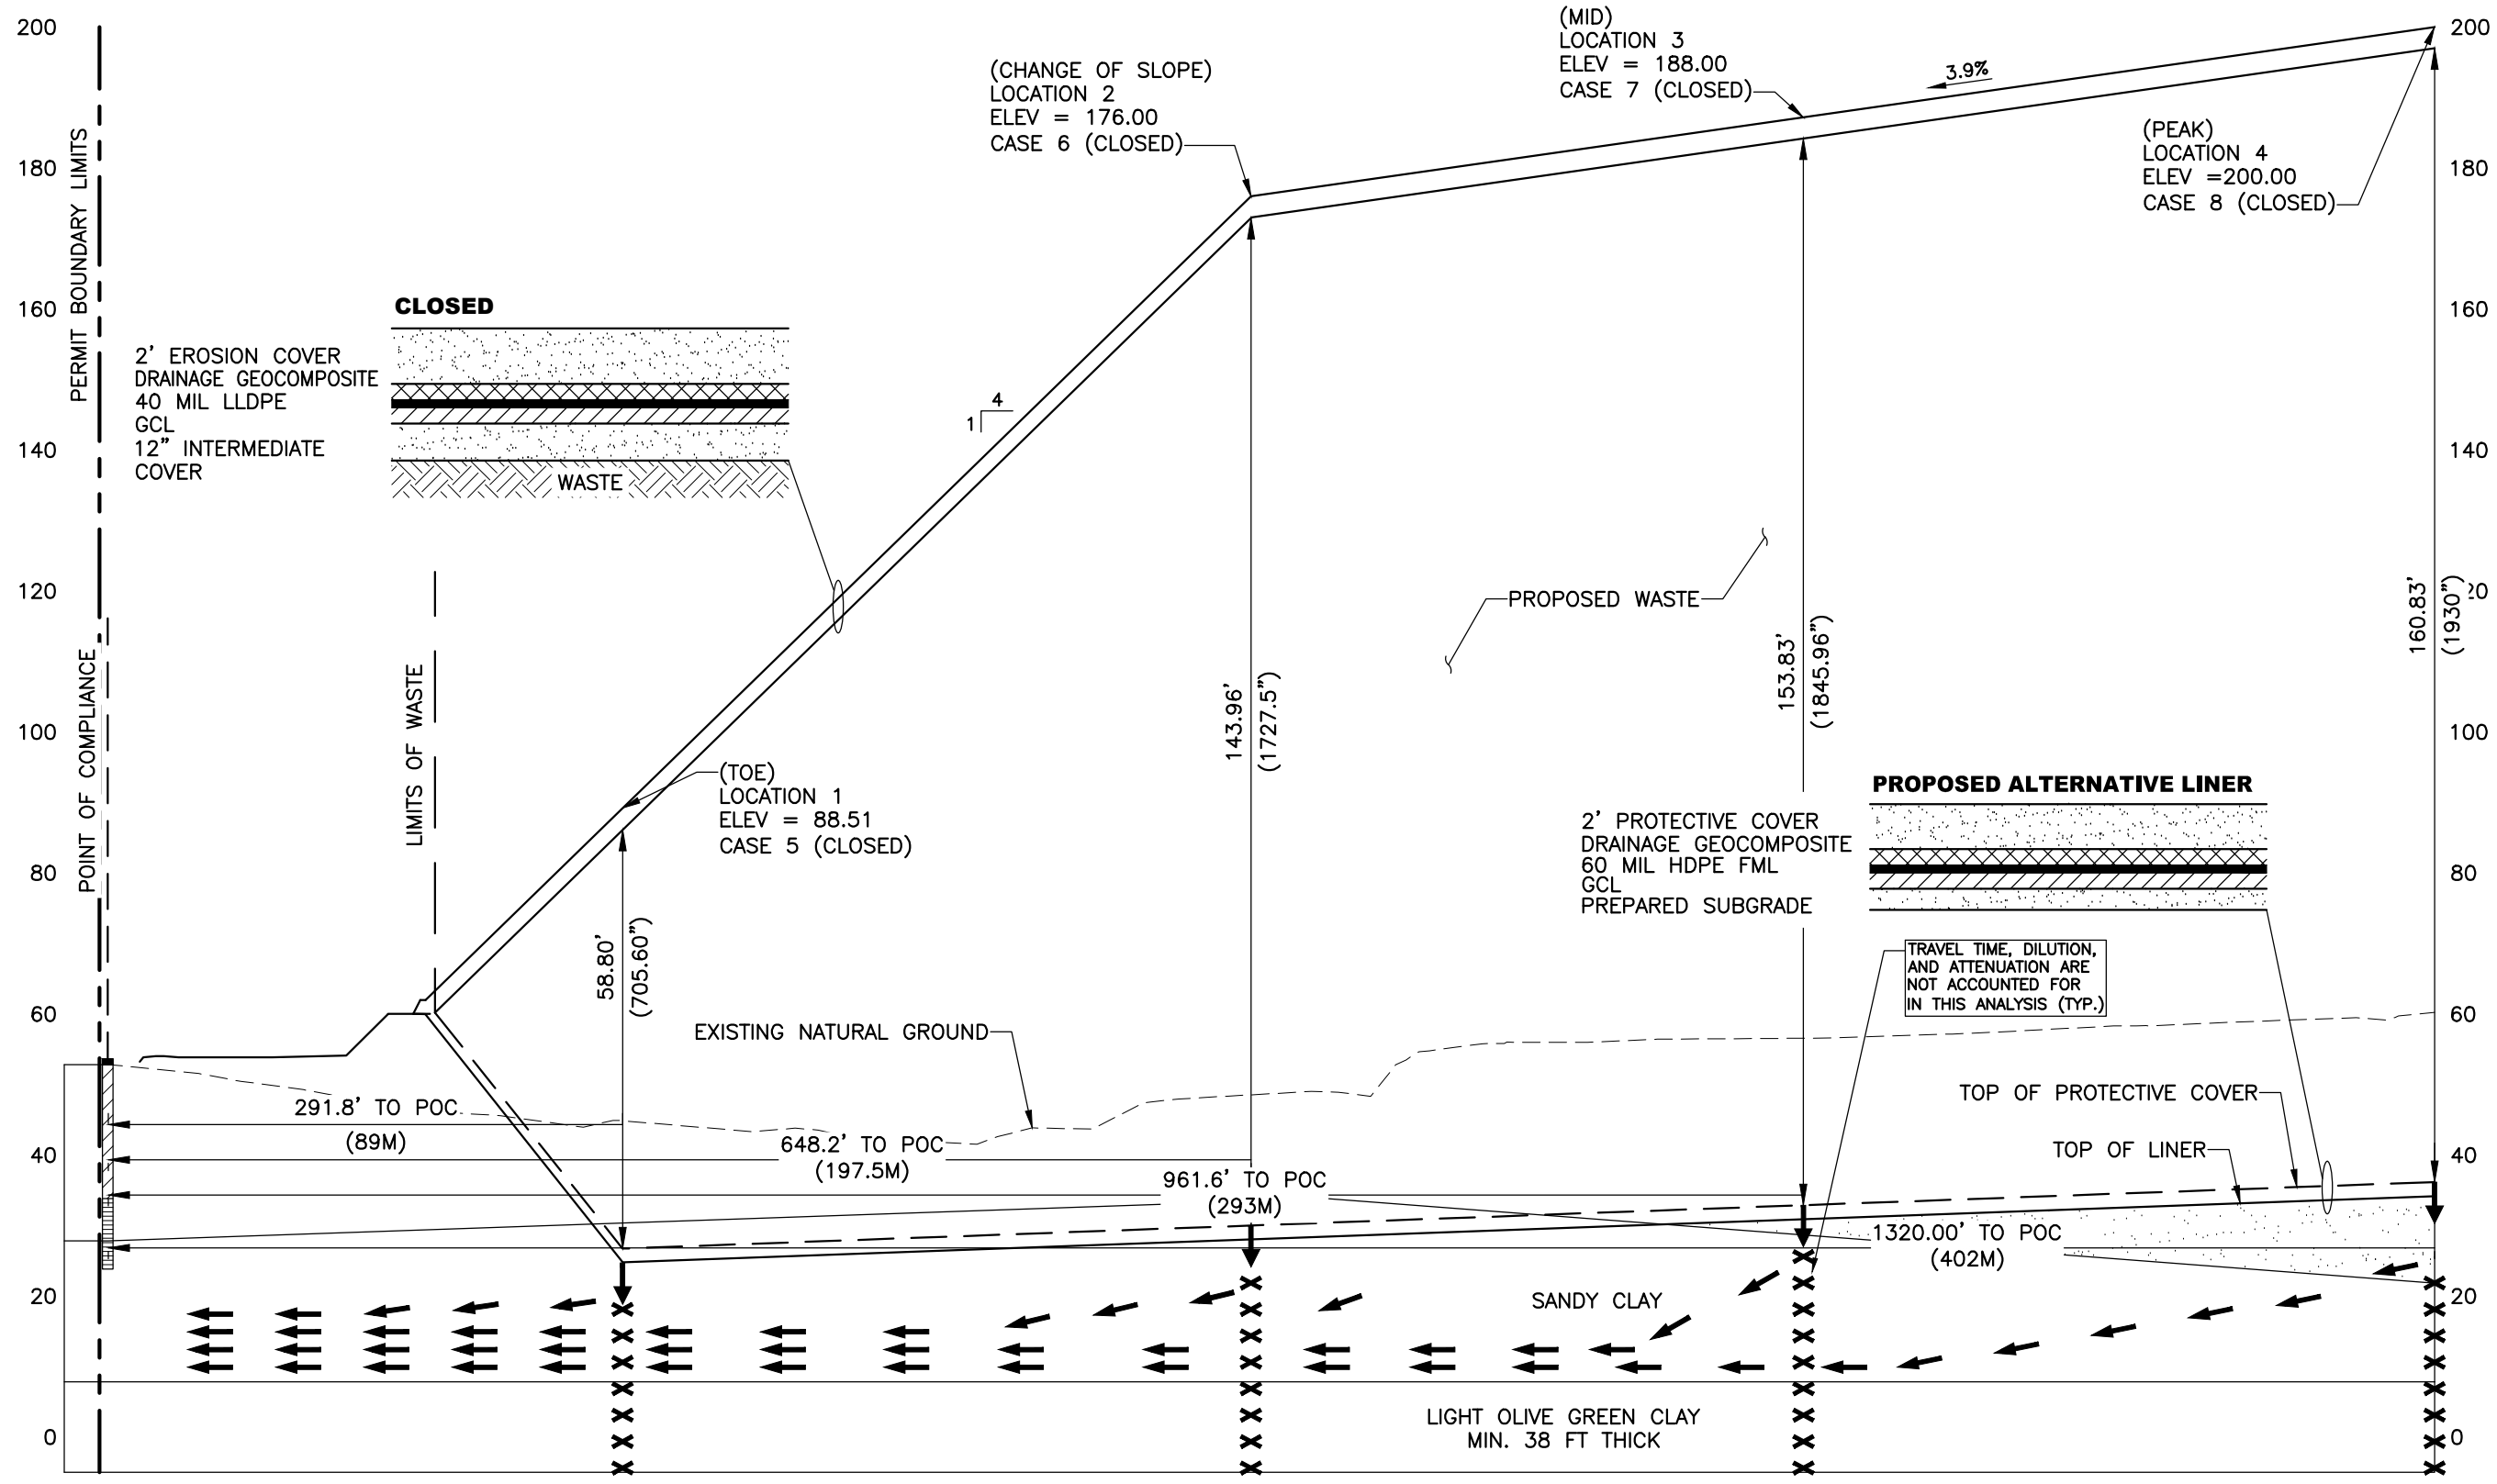 200
180
160
140
120
100
80
60
40
20
0
PERMIT BOUNDARY LIMITS
POINT OF COMPLIANCE
LIMITS OF WASTE
CLOSED
2' EROSION COVER
DRAINAGE GEOCOMPOSITE
40 MIL LLDPE
GCL
12" INTERMEDIATE
COVER
WASTE
(CHANGE OF SLOPE)
LOCATION 2
ELEV = 176.00
CASE 6 (CLOSED)
(MID)
LOCATION 3
ELEV = 188.00
CASE 7 (CLOSED)
3.9%
(PEAK)
LOCATION 4
ELEV =200.00
CASE 8 (CLOSED)
4
1
PROPOSED WASTE
(TOE)
LOCATION 1
ELEV = 88.51
CASE 5 (CLOSED)
58.80'
(705.60")
143.96'
(1727.5")
153.83'
(1845.96")
160.83'
(1930")
PROPOSED ALTERNATIVE LINER
2' PROTECTIVE COVER
DRAINAGE GEOCOMPOSITE
60 MIL HDPE FML
GCL
PREPARED SUBGRADE
TRAVEL TIME, DILUTION,
AND ATTENUATION ARE
NOT ACCOUNTED FOR
IN THIS ANALYSIS (TYP.)
EXISTING NATURAL GROUND
TOP OF PROTECTIVE COVER
TOP OF LINER
291.8' TO POC
(89M)
648.2' TO POC
(197.5M)
961.6' TO POC
(293M)
1320.00' TO POC
(402M)
SANDY CLAY
LIGHT OLIVE GREEN CLAY
MIN. 38 FT THICK
200
180
160
140
20
100
80
60
40
20
0